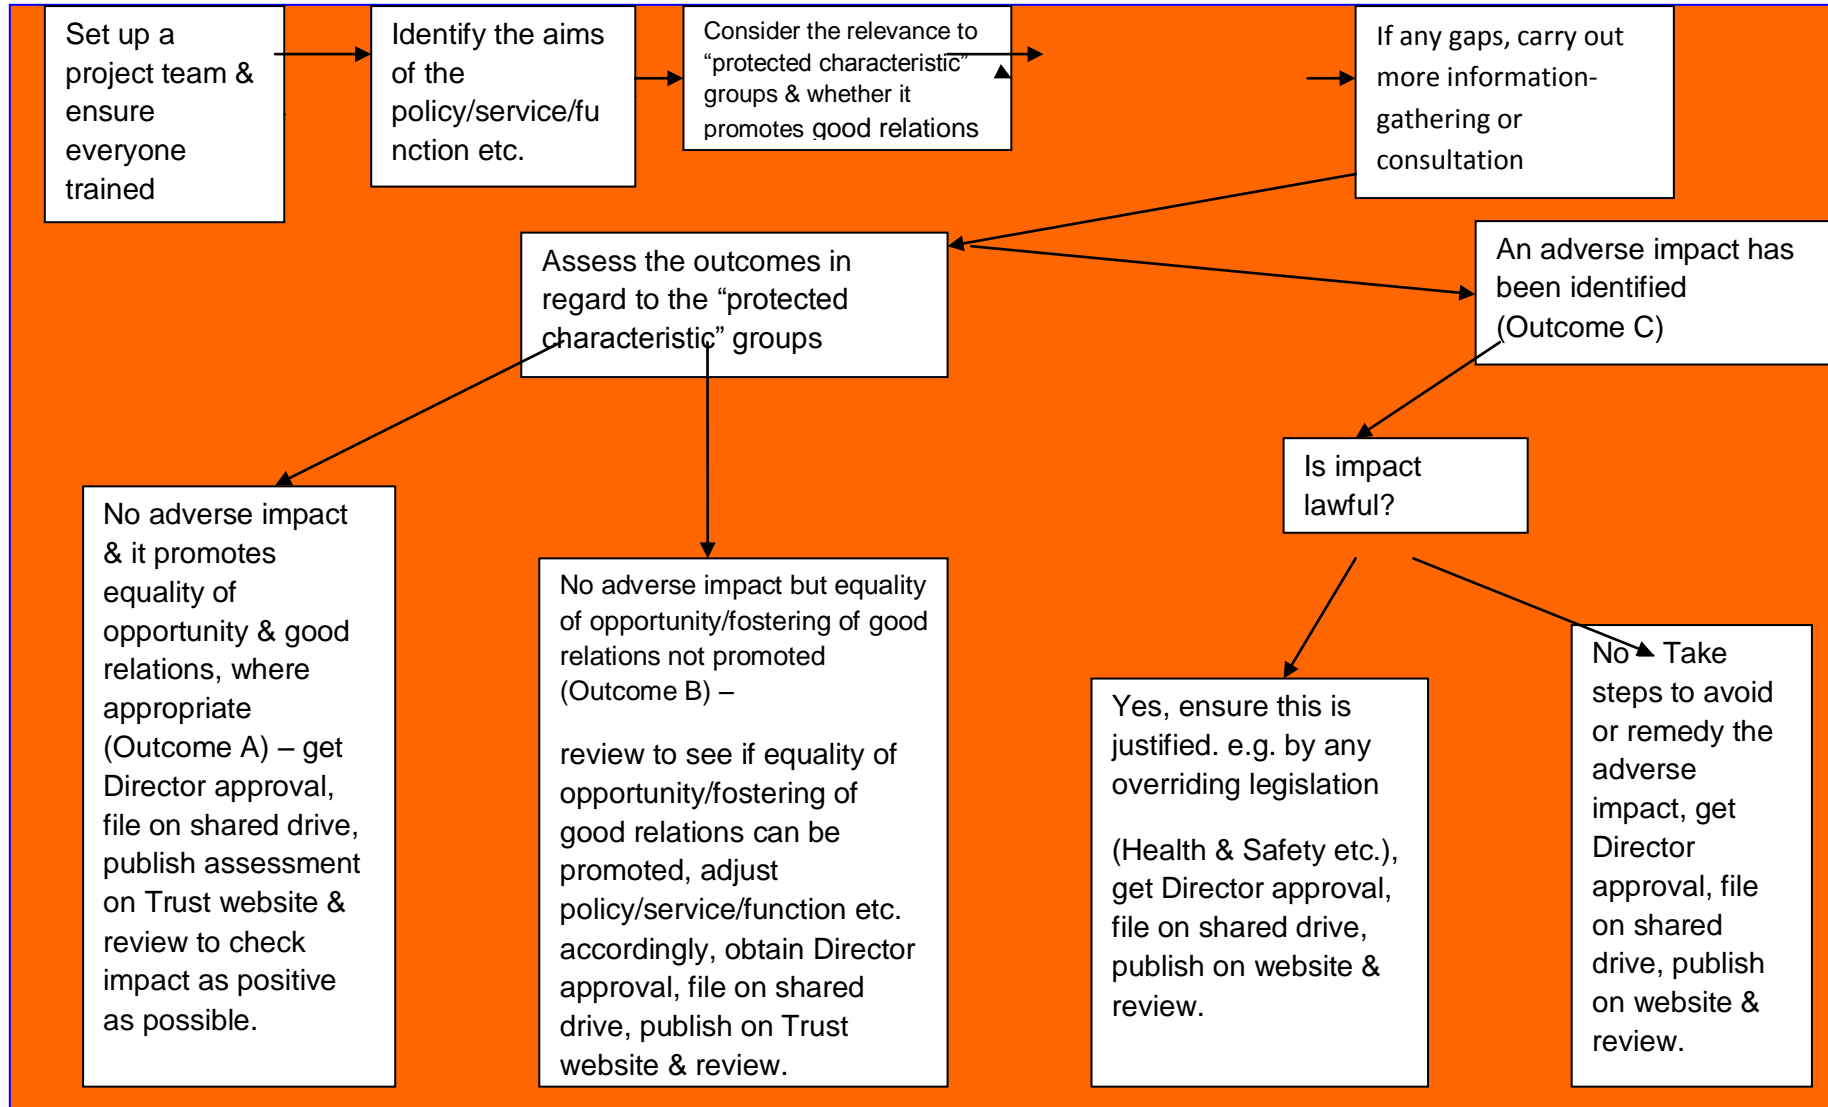 Set up a
project team &
ensure
everyone
trained
Identify the aims
of the
policy/service/fu
nction etc.
Consider the relevance to
“protected characteristic”
groups & whether it
promotes good relations
If any gaps, carry out
more information-
gathering or
consultation
Assess the outcomes in
regard to the “protected
characteristic” groups
An adverse impact has
been identified
(Outcome C)
Is impact
lawful?
No adverse impact
& it promotes
equality of
opportunity & good
relations, where
appropriate
(Outcome A) – get
Director approval,
file on shared drive,
publish assessment
on Trust website &
review to check
impact as positive
as possible.
No adverse impact but equality
of opportunity/fostering of good
relations not promoted
(Outcome B) –
review to see if equality of
opportunity/fostering of
good relations can be
promoted, adjust
policy/service/function etc.
accordingly, obtain Director
approval, file on shared
drive, publish on Trust
website & review.
Yes, ensure this is
justified. e.g. by any
overriding legislation
(Health & Safety etc.),
get Director approval,
file on shared drive,
publish on website &
review.
No Take
steps to avoid
or remedy the
adverse
impact, get
Director
approval, file
on shared
drive, publish
on website &
review.